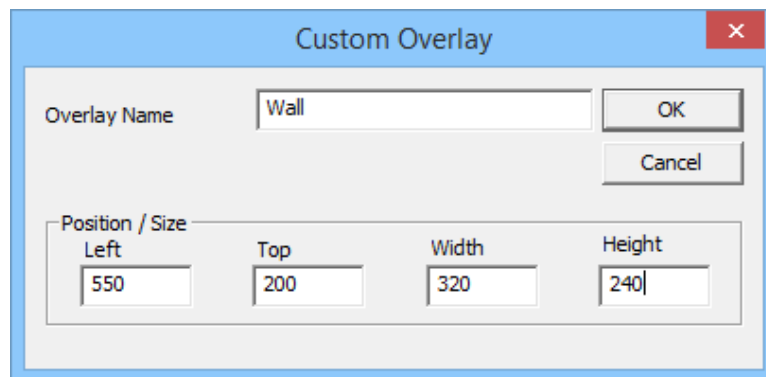 Custom Overlay
Overlay Name Wall OK
Cancel
Position / Size
Left Top Width Height
550 200 320 240